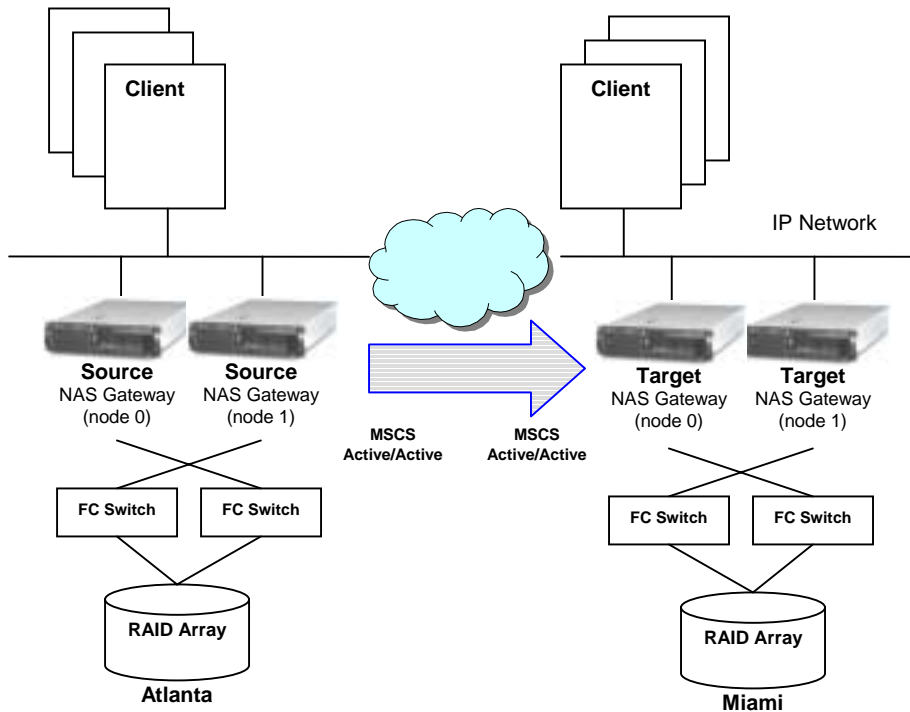 Client
Client
IP Network
Source
NAS Gateway
(node 0)
Source
NAS Gateway
(node 1)
Target
NAS Gateway
(node 0)
Target
NAS Gateway
(node 1)
MSCS
Active/Active
MSCS
Active/Active
FC Switch
FC Switch
FC Switch
FC Switch
RAID Array
RAID Array
Atlanta
Miami